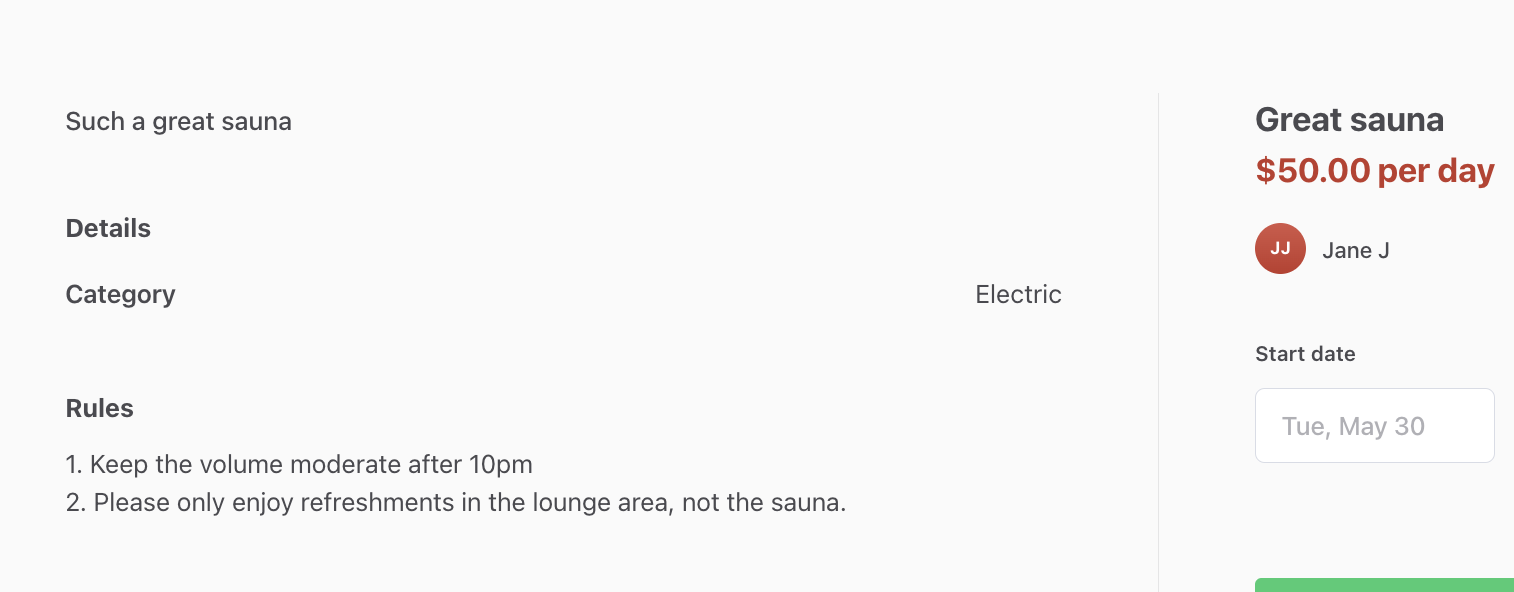 Such a great sauna
Details
Category Electric
Rules
1. Keep the volume moderate after 10pm
2. Please only enjoy refreshments in the lounge area, not the sauna.
Great sauna
$50.00 per day
JJ Jane J
Start date
Tue, May 30